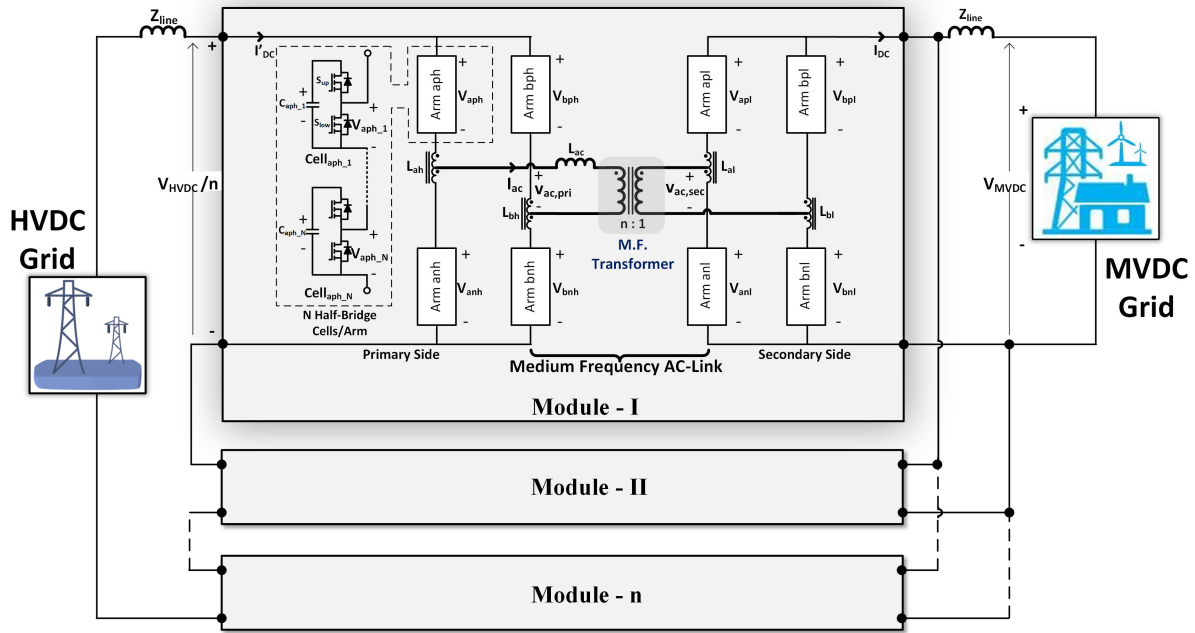 Z_line
Z_line
+
I'_DC
I_DC
S_up
C_aph_1
+
-
S_low
+
V_aph_1
-
Cell_aph_1
C_aph_N
+
-
+
V_aph_N
-
Cell_aph_N
N Half-Bridge
Cells/Arm
Arm aph
+
V_aph
-
Arm bph
+
V_bph
-
Arm apl
+
V_apl
-
Arm bpl
+
V_bpl
-
L_ah
L_ac
I_ac
+
V_ac,pri
-
L_bh
n : 1
M.F.
Transformer
+
V_ac,sec
-
L_al
L_bl
Arm anh
+
V_anh
-
Arm bnh
+
V_bnh
-
Arm anl
+
V_anl
-
Arm bnl
+
V_bnl
-
V_HVDC/n
-
HVDC
Grid
+
V_MVDC
-
MVDC
Grid
Primary Side
Secondary Side
Medium Frequency AC-Link
Module - I
Module - II
Module - n